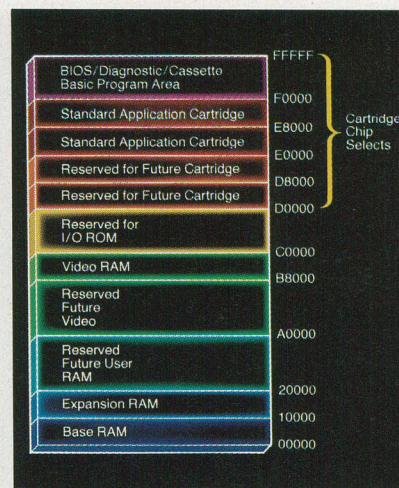 FFFFF
BIOS/Diagnostic/Cassette
Basic Program Area
F0000
Standard Application Cartridge
E8000
Standard Application Cartridge
E0000
Reserved for Future Cartridge
D8000
Reserved for Future Cartridge
D0000
Cartridge
Chip
Selects
Reserved for
I/O ROM
C0000
Video RAM
B8000
Reserved
Future
Video
A0000
Reserved
Future User
RAM
20000
Expansion RAM
10000
Base RAM
00000